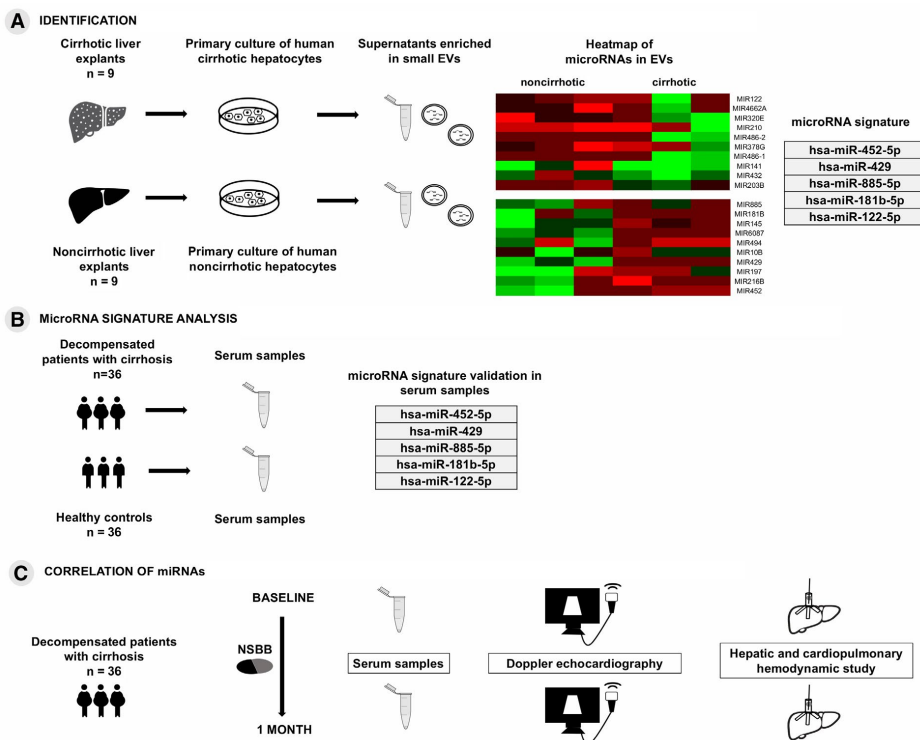 A IDENTIFICATION
Cirrhotic liver
explants
n = 9
Primary culture of human
cirrhotic hepatocytes
Supernatants enriched
in small EVs
Heatmap of
microRNAs in EVs
noncirrhotic
cirrhotic
MIR122
MIR4662A
MIR320E
MIR210
MIR486-2
MIR378G
MIR486-1
MIR141
MIR432
MIR203B
MIR885
MIR181B
MIR145
MIR6087
MIR494
MIR10B
MIR429
MIR197
MIR216B
MIR452
microRNA signature
hsa-miR-452-5p
hsa-miR-429
hsa-miR-885-5p
hsa-miR-181b-5p
hsa-miR-122-5p
Noncirrhotic liver
explants
n = 9
Primary culture of human
noncirrhotic hepatocytes
B MicroRNA SIGNATURE ANALYSIS
Decompensated
patients with cirrhosis
n=36
Serum samples
microRNA signature validation in
serum samples
hsa-miR-452-5p
hsa-miR-429
hsa-miR-885-5p
hsa-miR-181b-5p
hsa-miR-122-5p
Healthy controls
n = 36
Serum samples
C CORRELATION OF miRNAs
Decompensated patients
with cirrhosis
n = 36
BASELINE
NSBB
1 MONTH
Serum samples
Doppler echocardiography
Hepatic and cardiopulmonary
hemodynamic study